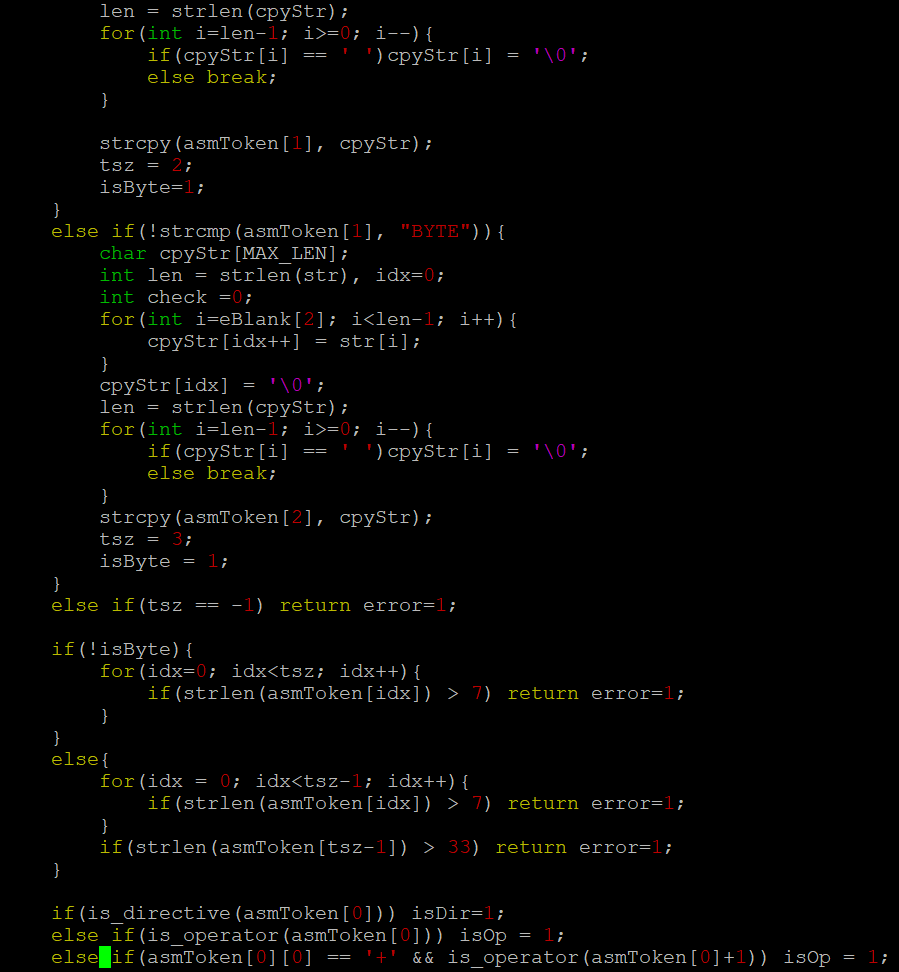 len = strlen(cpyStr);
for(int i=len-1; i>=0; i--){
if(cpyStr[i] == ' ')cpyStr[i] = '\0';
else break;
}
strcpy(asmToken[1], cpyStr);
tsz = 2;
isByte=1;
}
else if(!strcmp(asmToken[1], "BYTE")){
char cpyStr[MAX_LEN];
int len = strlen(str), idx=0;
int check =0;
for(int i=eBlank[2]; i<len-1; i++){
cpyStr[idx++] = str[i];
}
cpyStr[idx] = '\0';
len = strlen(cpyStr);
for(int i=len-1; i>=0; i--){
if(cpyStr[i] == ' ')cpyStr[i] = '\0';
else break;
}
strcpy(asmToken[2], cpyStr);
tsz = 3;
isByte = 1;
}
else if(tsz == -1) return error=1;
if(!isByte){
for(idx=0; idx<tsz; idx++){
if(strlen(asmToken[idx]) > 7) return error=1;
}
}
else{
for(idx = 0; idx<tsz-1; idx++){
if(strlen(asmToken[idx]) > 7) return error=1;
}
if(strlen(asmToken[tsz-1]) > 33) return error=1;
}
if(is_directive(asmToken[0])) isDir=1;
else if(is_operator(asmToken[0])) isOp = 1;
else if(asmToken[0][0] == '+' && is_operator(asmToken[0]+1)) isOp = 1;